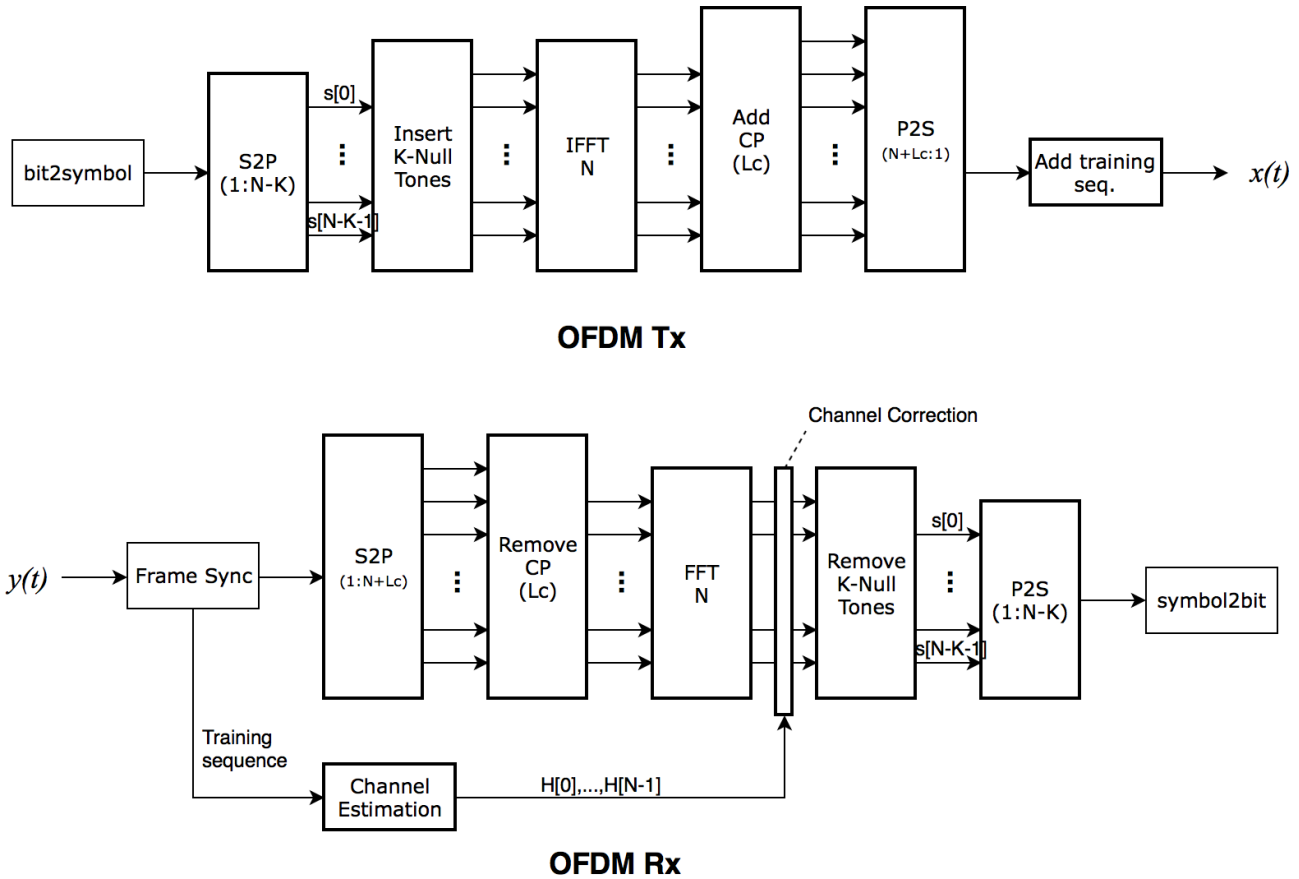 bit2symbol
S2P
(1:N-K)
s[0]
⋮
s[N-K-1]
Insert
K-Null
Tones
⋮
IFFT
N
⋮
Add
CP
(Lc)
⋮
P2S
(N+Lc:1)
Add training
seq.
x(t)
OFDM Tx
Channel Correction
y(t)
Frame Sync
S2P
(1:N+Lc)
⋮
Remove
CP
(Lc)
⋮
FFT
N
Remove
K-Null
Tones
s[0]
⋮
s[N-K-1]
P2S
(1:N-K)
symbol2bit
Training
sequence
Channel
Estimation
H[0],...,H[N-1]
OFDM Rx